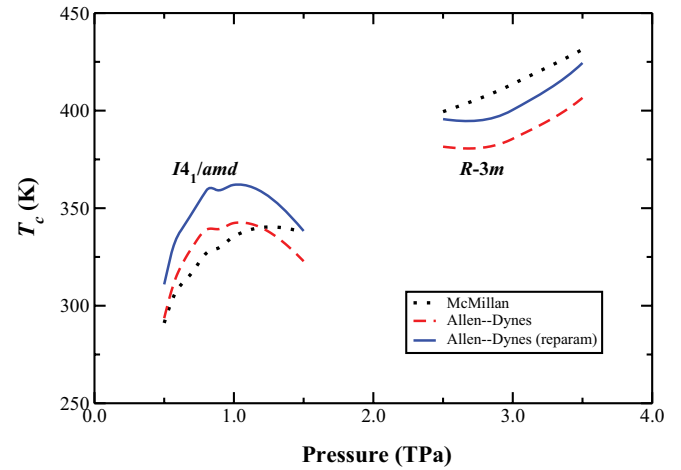 450
400
350
300
250
T_c (K)
I4_1/amd
R-3m
McMillan
Allen--Dynes
Allen--Dynes (reparam)
0.0 1.0 2.0 3.0 4.0
Pressure (TPa)